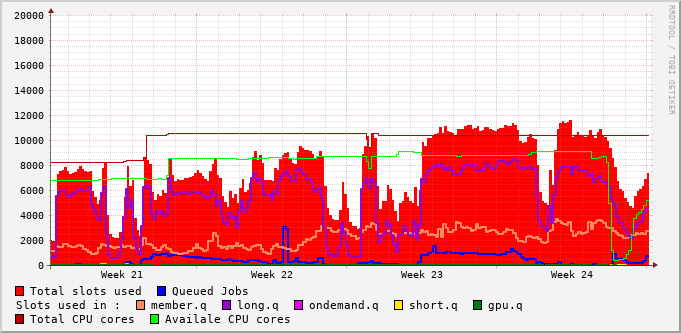 20000
18000
16000
14000
12000
10000
8000
6000
4000
2000
0
Week 21 Week 22 Week 23 Week 24
RRDTOOL / TOBI OETIKER
Total slots used Queued Jobs
Slots used in : member.q long.q ondemand.q short.q gpu.q
Total CPU cores Availale CPU cores